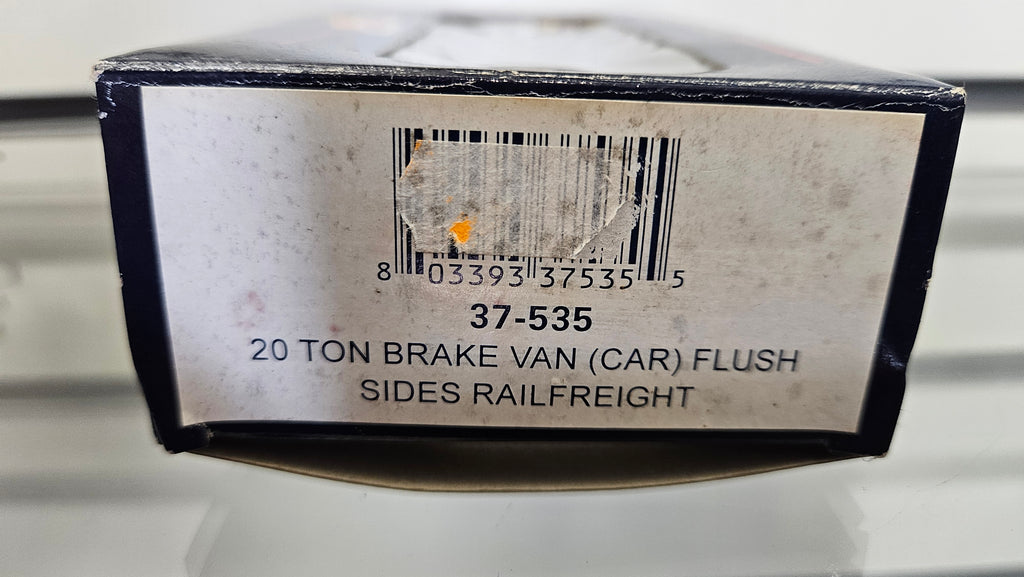 8 03393 37535 5
37-535
20 TON BRAKE VAN (CAR) FLUSH
SIDES RAILFREIGHT